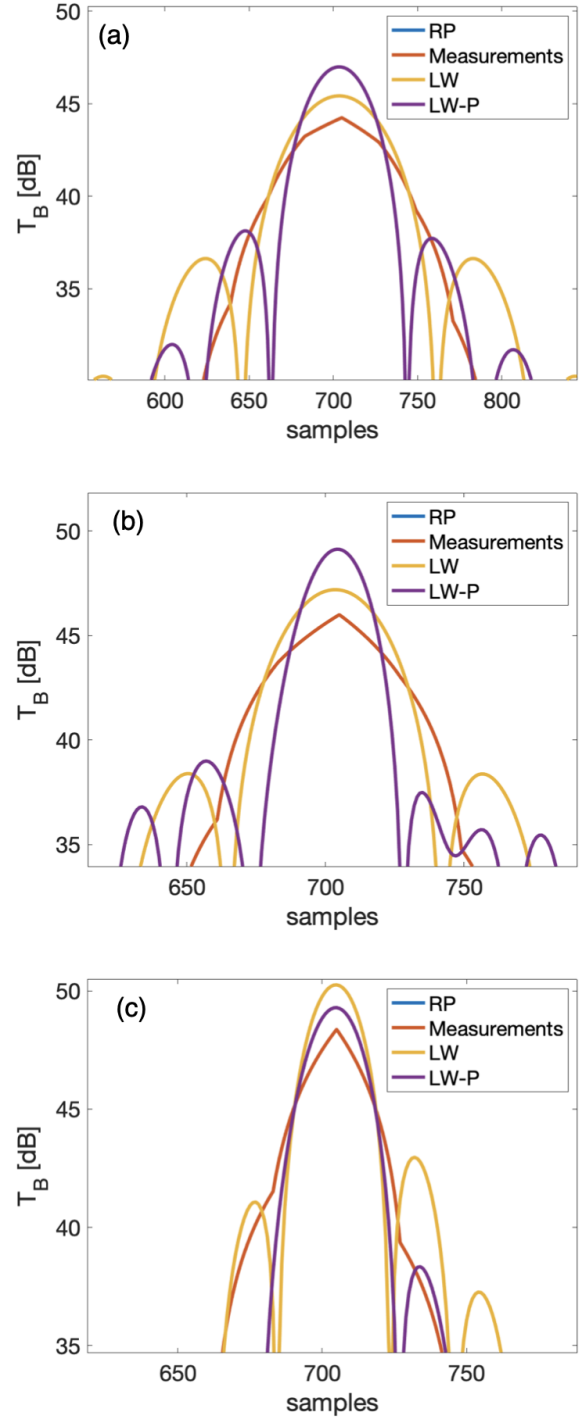 (a)
RP
Measurements
LW
LW-P
50
45
40
35
T_B [dB]
600 650 700 750 800
samples
(b)
RP
Measurements
LW
LW-P
50
45
40
35
T_B [dB]
650 700 750
samples
(c)
RP
Measurements
LW
LW-P
50
45
40
35
T_B [dB]
650 700 750
samples